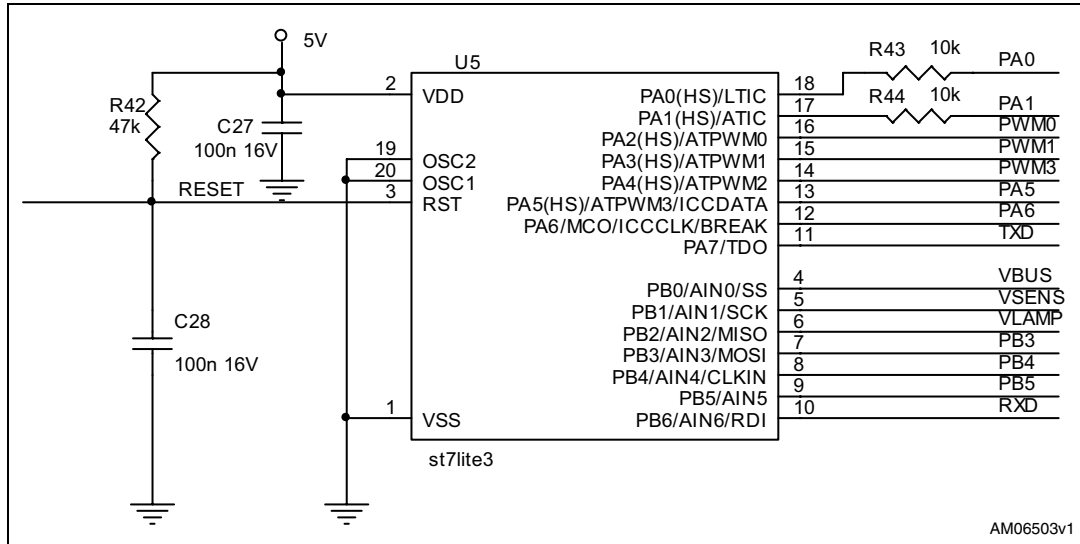 5V
U5
R42
47k
C27
100n 16V
RESET
2
VDD
19
OSC2
20
OSC1
3
RST
1
VSS
C28
100n 16V
PA0(HS)/LTIC
18
R43 10k
PA0
PA1(HS)/ATIC
17
R44 10k
PA1
PA2(HS)/ATPWM0
16
PWM0
PA3(HS)/ATPWM1
15
PWM1
PA4(HS)/ATPWM2
14
PWM3
PA5(HS)/ATPWM3/ICCDATA
13
PA5
PA6/MCO/ICCCLK/BREAK
12
PA6
PA7/TDO
11
TXD
PB0/AIN0/SS
4
VBUS
PB1/AIN1/SCK
5
VSENS
PB2/AIN2/MISO
6
VLAMP
PB3/AIN3/MOSI
7
PB3
PB4/AIN4/CLKIN
8
PB4
PB5/AIN5
9
PB5
PB6/AIN6/RDI
10
RXD
st7lite3
AM06503v1